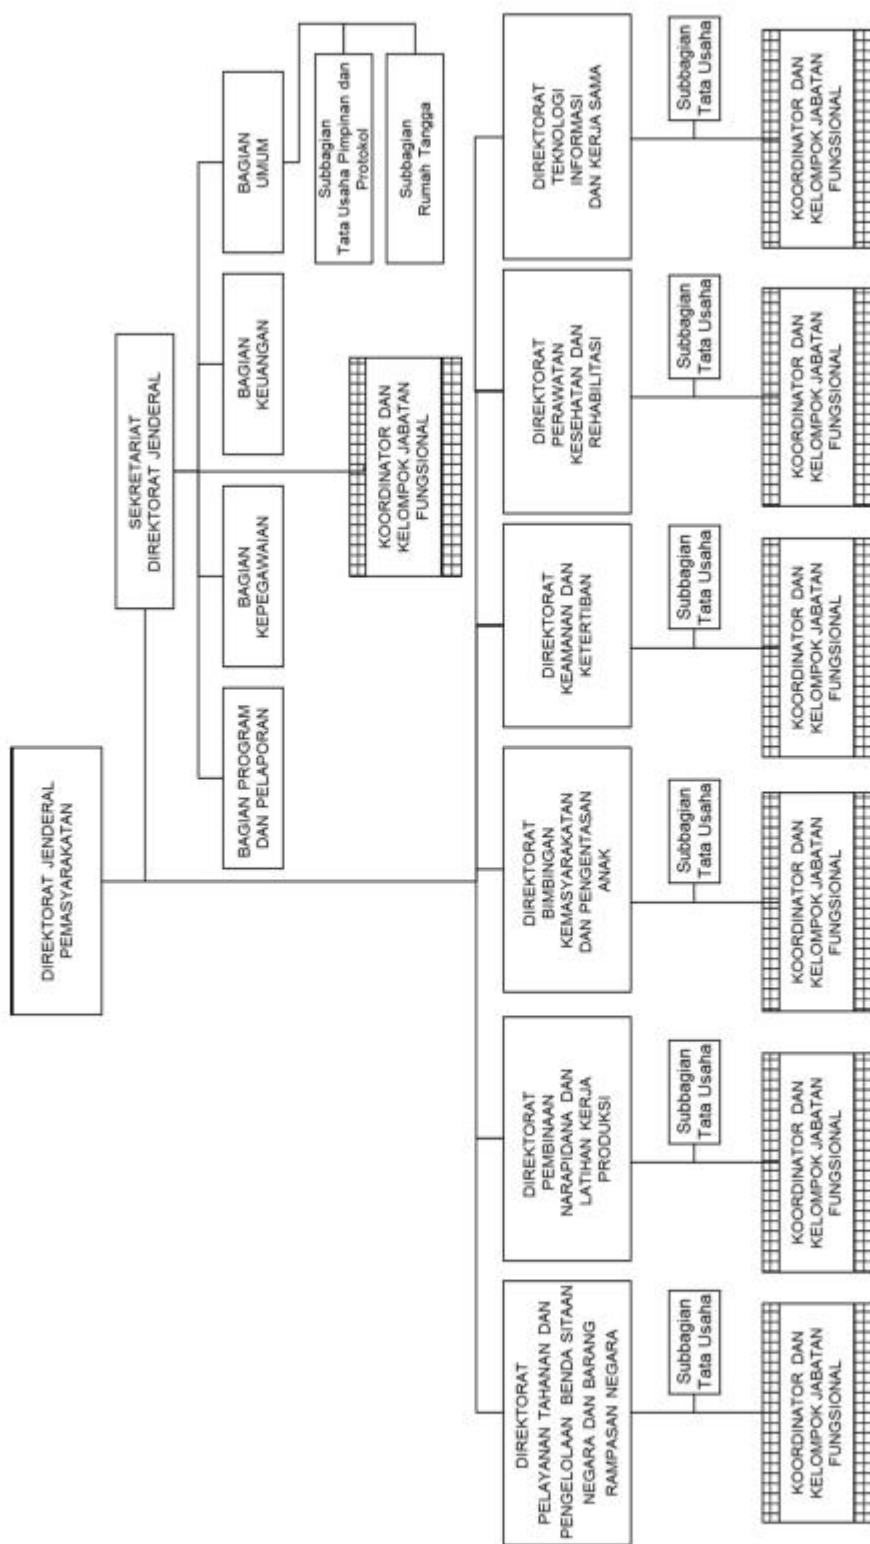 DIREKTORAT JENDERAL
PEMASYARAKATAN
SEKRETARIAT
DIREKTORAT JENDERAL
BAGIAN PROGRAM
DAN PELAPORAN
BAGIAN
KEPEGAWAIAN
BAGIAN
KEUANGAN
BAGIAN
UMUM
Subbagian
Tata Usaha Pimpinan dan
Protokol
Subbagian
Rumah Tangga
KOORDINATOR DAN
KELOMPOK JABATAN
FUNGSIONAL
DIREKTORAT
PELAYANAN TAHANAN DAN
PENGELOLAAN BENDA SITAAN
NEGARA DAN BARANG
RAMPASAN NEGARA
DIREKTORAT
PEMBINAAN
NARAPIDANA DAN
LATIHAN KERJA
PRODUKSI
DIREKTORAT
BIMBINGAN
KEMASYARAKATAN
DAN PENGENTASAN
ANAK
DIREKTORAT
KEAMANAN DAN
KETERTIBAN
DIREKTORAT
PERAWATAN
KESEHATAN DAN
REHABILITASI
DIREKTORAT
TEKNOLOGI
INFORMASI
DAN KERJA SAMA
Subbagian
Tata Usaha
Subbagian
Tata Usaha
Subbagian
Tata Usaha
Subbagian
Tata Usaha
Subbagian
Tata Usaha
Subbagian
Tata Usaha
KOORDINATOR DAN
KELOMPOK JABATAN
FUNGSIONAL
KOORDINATOR DAN
KELOMPOK JABATAN
FUNGSIONAL
KOORDINATOR DAN
KELOMPOK JABATAN
FUNGSIONAL
KOORDINATOR DAN
KELOMPOK JABATAN
FUNGSIONAL
KOORDINATOR DAN
KELOMPOK JABATAN
FUNGSIONAL
KOORDINATOR DAN
KELOMPOK JABATAN
FUNGSIONAL